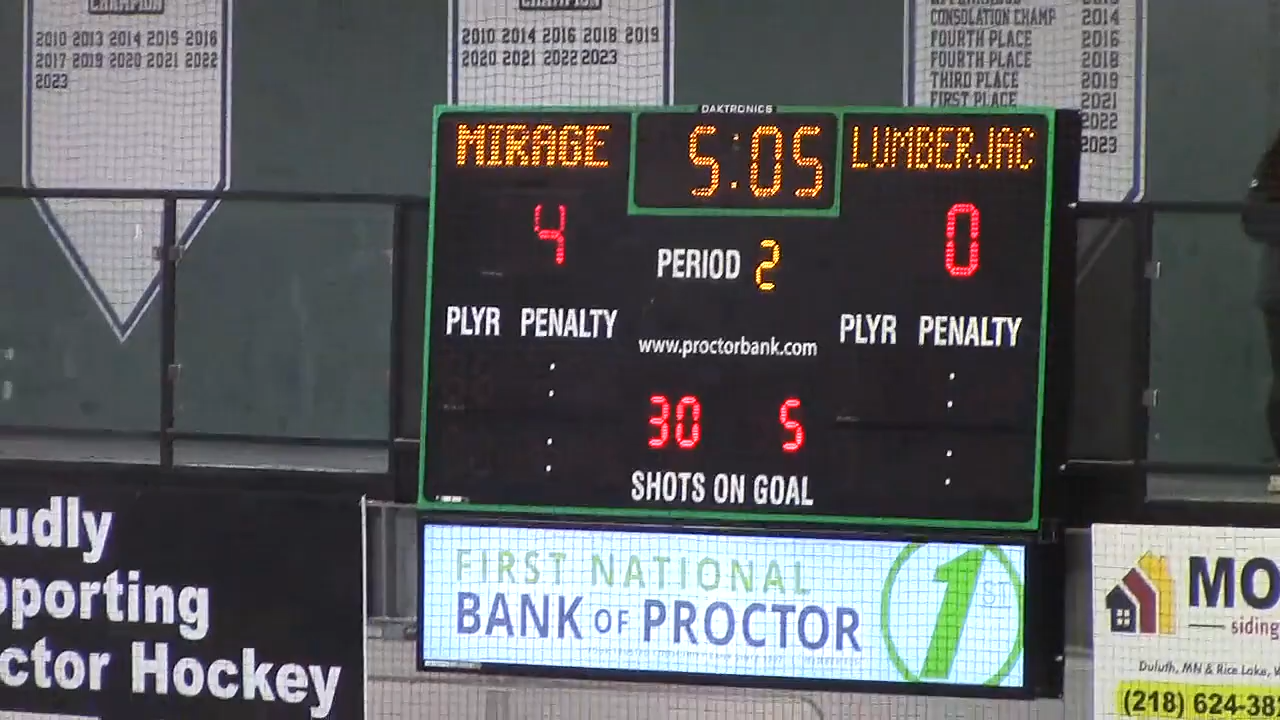 CHAMPION
2010 2013 2014 2015 2016
2017 2019 2020 2021 2022
2023
CHAMPION
2010 2014 2016 2018 2019
2020 2021 2022 2023
CONSOLATION CHAMP 2014
FOURTH PLACE 2016
FOURTH PLACE 2018
THIRD PLACE 2019
FIRST PLACE 2021
2022
2023
DAKTRONICS
MIRAGE 5:05 LUMBERJAC
4 0
PERIOD 2
PLYR PENALTY PLYR PENALTY
www.proctorbank.com
30 5
SHOTS ON GOAL
FIRST NATIONAL
BANK OF PROCTOR
1ST
udly
pporting
ctor Hockey
MO
siding
Duluth, MN & Rice Lake,
(218) 624-38